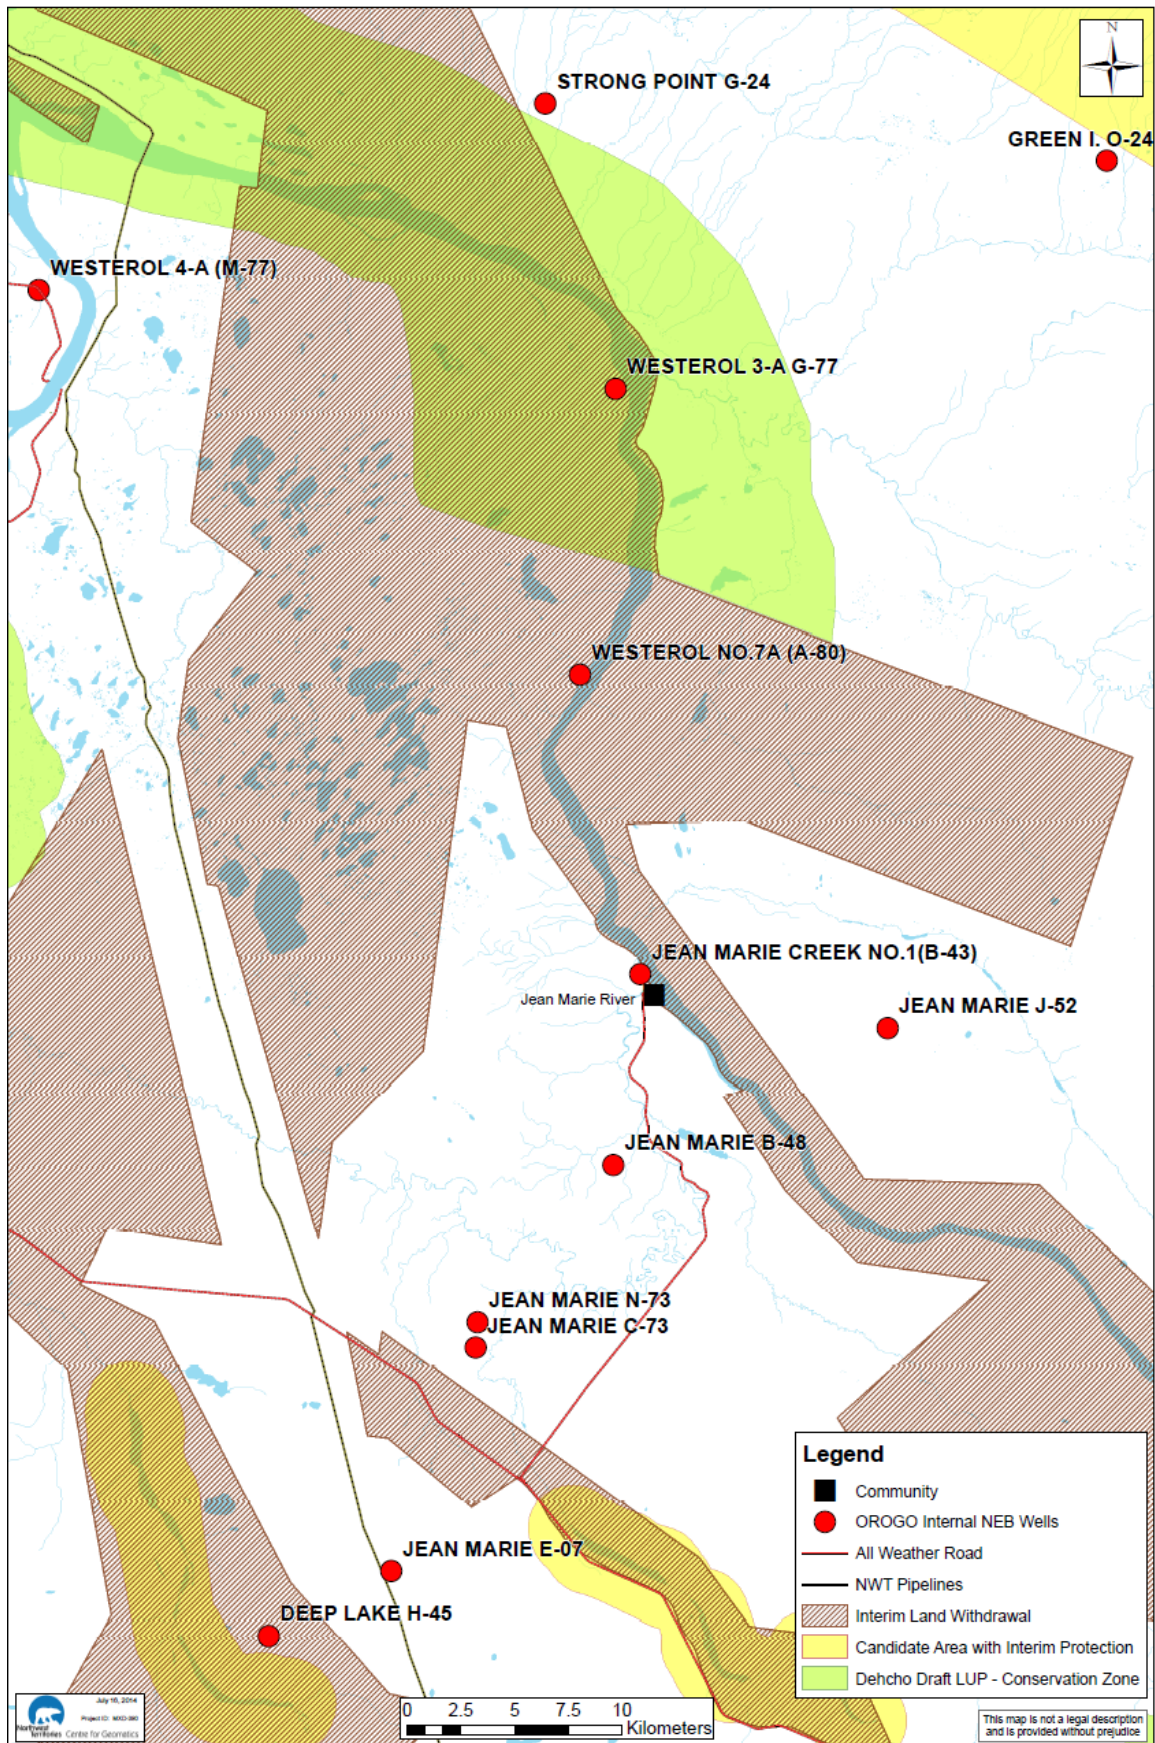 N
STRONG POINT G-24
GREEN I. O-24
WESTEROL 4-A (M-77)
WESTEROL 3-A G-77
WESTEROL NO.7A (A-80)
JEAN MARIE CREEK NO.1(B-43)
Jean Marie River
JEAN MARIE J-52
JEAN MARIE B-48
JEAN MARIE N-73
JEAN MARIE C-73
JEAN MARIE E-07
DEEP LAKE H-45
Legend
Community
OROGO Internal NEB Wells
All Weather Road
NWT Pipelines
Interim Land Withdrawal
Candidate Area with Interim Protection
Dehcho Draft LUP - Conservation Zone
July 16, 2014
Project ID:
Northwest
Territories Centre for Geomatics
0 2.5 5 7.5 10
Kilometers
This map is not a legal description
and is provided without prejudice